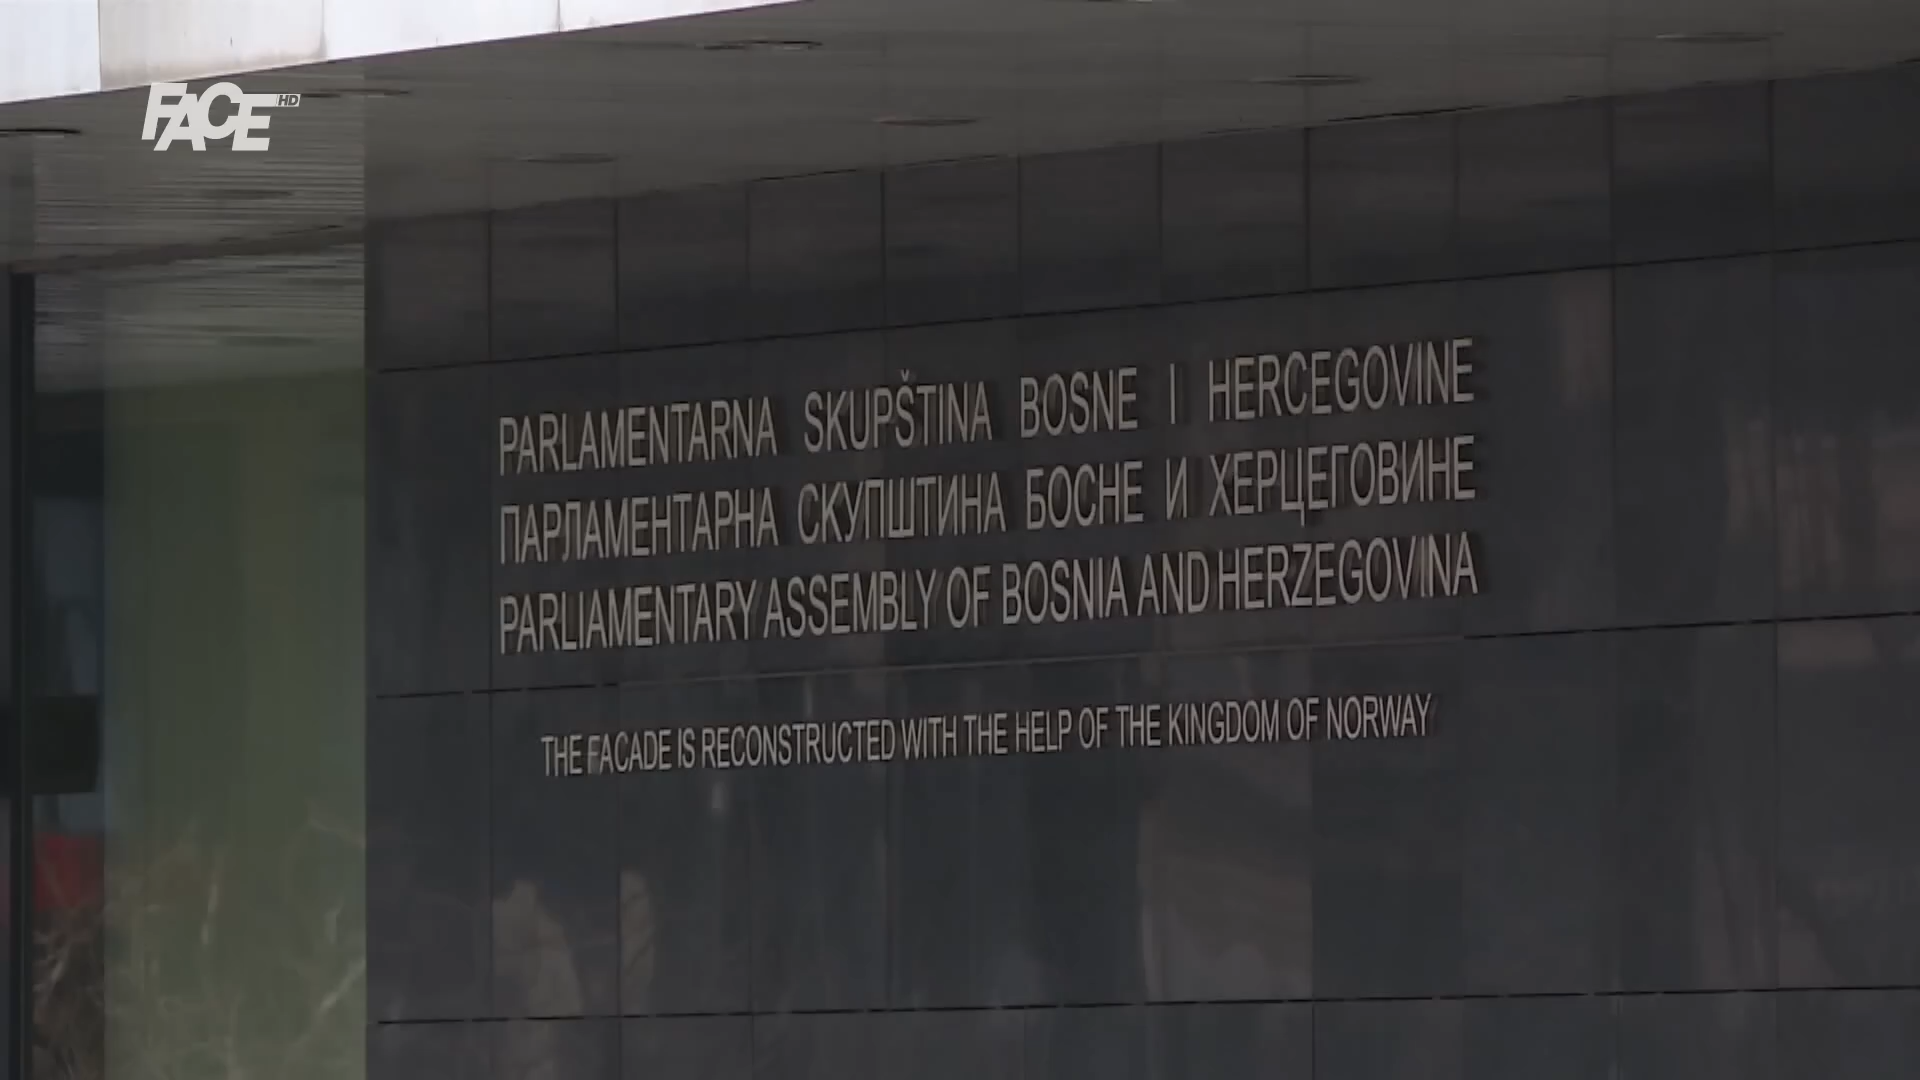 FACE HD
PARLAMENTARNA SKUPŠTINA BOSNE I HERCEGOVINE
ПАРЛАМЕНТАРНА СКУПШТИНА БОСНЕ И ХЕРЦЕГОВИНЕ
PARLIAMENTARY ASSEMBLY OF BOSNIA AND HERZEGOVINA
THE FACADE IS RECONSTRUCTED WITH THE HELP OF THE KINGDOM OF NORWAY